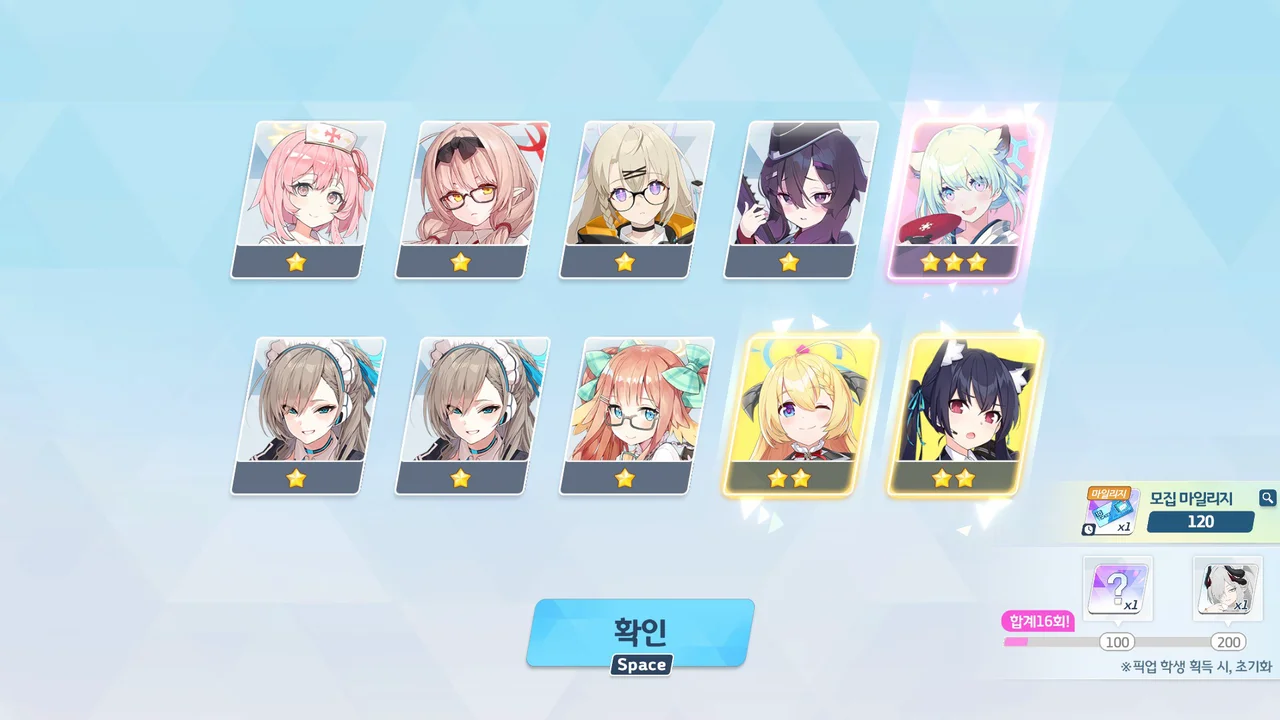 마일리지
x1
모집 마일리지
120
?
x1
x1
합계16회!
100
200
※픽업 학생 획득 시, 초기화
확인
Space